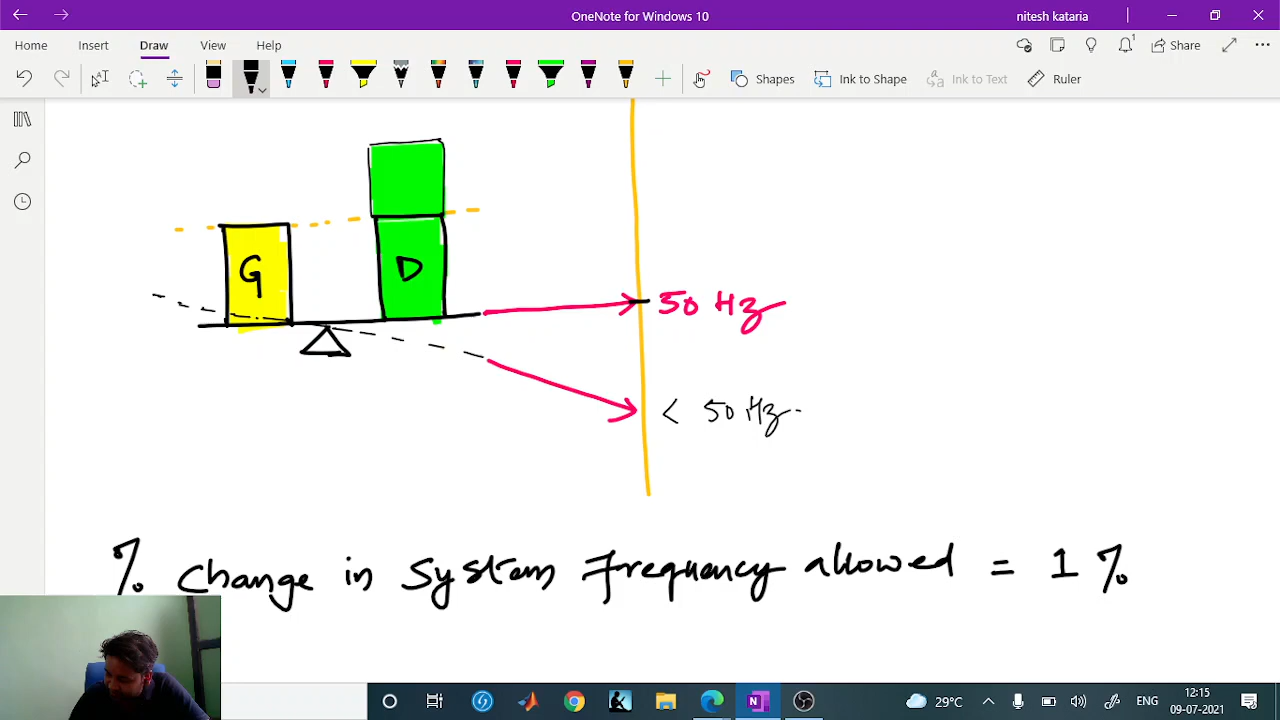 OneNote for Windows 10
nitesh kataria
Home Insert Draw View Help
Share
Shapes
Ink to Shape
Ink to Text
Ruler
G
D
50 Hz
< 50 Hz.
% Change in System frequency allowed = 1 %
29°C
ENG
12:15
09-07-2021